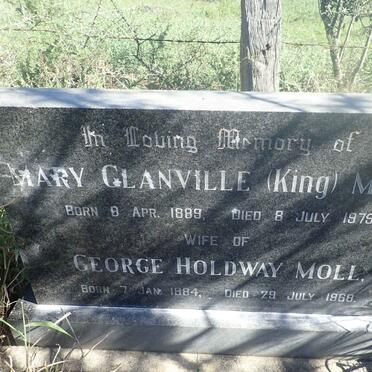 In Loving Memory of
MARY GLANVILLE (King) M
BORN 8 APR. 1889, DIED 8 JULY 1979
WIFE OF
GEORGE HOLDWAY MOLL,
BORN 7 JAN. 1884, DIED 29 JULY 1968.